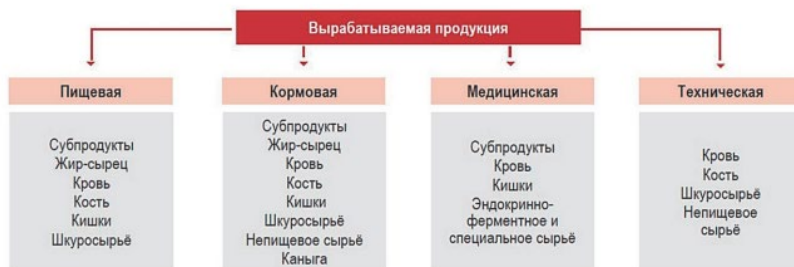 Вырабатываемая продукция
Пищевая
Субпродукты
Жир-сырец
Кровь
Кость
Кишки
Шкуросырьё
Кормовая
Субпродукты
Жир-сырец
Кровь
Кость
Кишки
Шкуросырьё
Непищевое сырьё
Каныга
Медицинская
Субпродукты
Кровь
Кишки
Эндокринно-
ферментное и
специальное сырьё
Техническая
Кровь
Кость
Шкуросырьё
Непищевое
сырьё